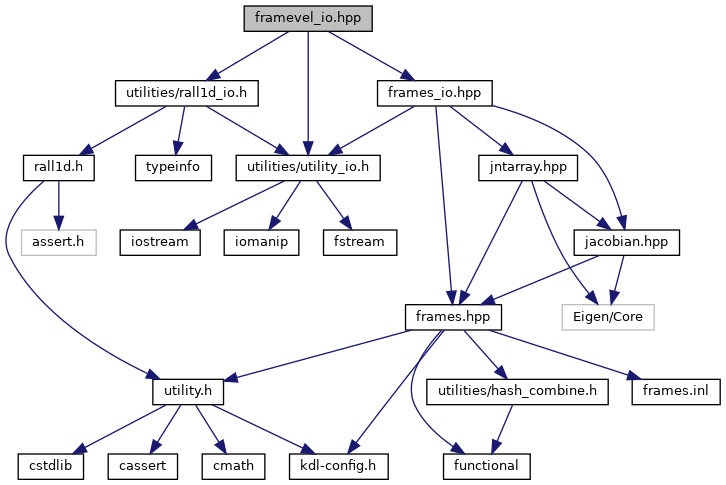 framevel_io.hpp
utilities/rall1d_io.h
frames_io.hpp
rall1d.h
typeinfo
utilities/utility_io.h
jntarray.hpp
assert.h
iostream
iomanip
fstream
jacobian.hpp
frames.hpp
Eigen/Core
utility.h
utilities/hash_combine.h
frames.inl
cstdlib
cassert
cmath
kdl-config.h
functional